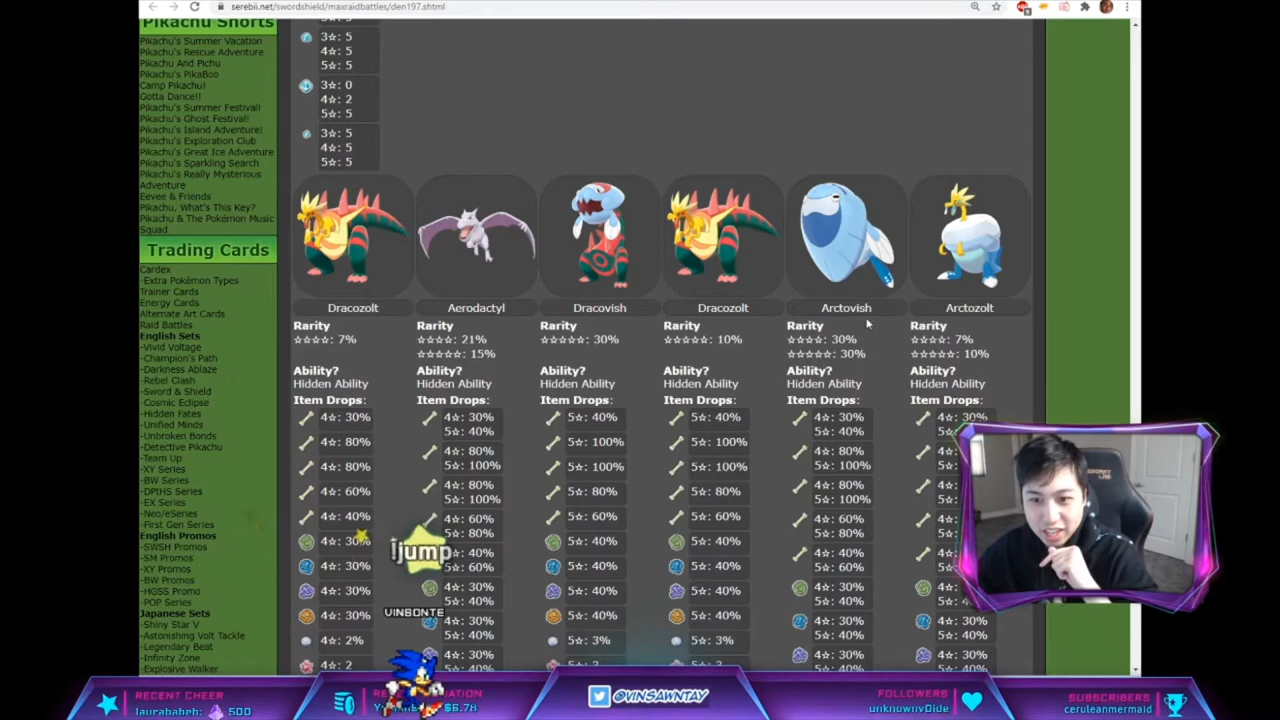 serebii.net/swordshield/maxraidbattles/den197.shtml
Pikachu Shorts
Pikachu's Summer Vacation
Pikachu's Rescue Adventure
Pikachu And Pichu
Pikachu's PikaBoo
Camp Pikachu!
Gotta Dance!!
Pikachu's Summer Festival!
Pikachu's Ghost Festival!
Pikachu's Island Adventure!
Pikachu's Exploration Club
Pikachu's Great Ice Adventure
Pikachu's Sparkling Search
Pikachu's Really Mysterious
Adventure
Eevee & Friends
Pikachu, What's This Key?
Pikachu & The Pokémon Music
Squad
Trading Cards
Cardex
-Extra Pokémon Types
Trainer Cards
Energy Cards
Alternate Art Cards
Raid Battles
English Sets
-Vivid Voltage
-Champion's Path
-Darkness Ablaze
-Rebel Clash
-Sword & Shield
-Cosmic Eclipse
-Hidden Fates
-Unified Minds
-Unbroken Bonds
-Detective Pikachu
-Team Up
-XY Series
-BW Series
-DPtHS Series
-EX Series
-Neo/eSeries
-First Gen Series
English Promos
-SWSH Promos
-SM Promos
-XY Promos
-BW Promos
-HGSS Promo
-POP Series
Japanese Sets
-Shiny Star V
-Astonishing Volt Tackle
-Legendary Beat
-Infinity Zone
-Explosive Walker
3☆: 5
4☆: 5
5☆: 5
3☆: 0
4☆: 2
5☆: 5
3☆: 5
4☆: 5
5☆: 5
Dracozolt Aerodactyl Dracovish Dracozolt Arctovish Arctozolt
Rarity Rarity Rarity Rarity Rarity Rarity
☆☆☆☆: 7% ☆☆☆☆: 21% ☆☆☆☆☆: 30% ☆☆☆☆☆: 10% ☆☆☆☆: 30% ☆☆☆☆: 7%
☆☆☆☆☆: 15% ☆☆☆☆☆: 30% ☆☆☆☆☆: 10%
Ability? Ability? Ability? Ability? Ability? Ability?
Hidden Ability Hidden Ability Hidden Ability Hidden Ability Hidden Ability Hidden Ability
Item Drops: Item Drops: Item Drops: Item Drops: Item Drops: Item Drops:
4☆: 30%
4☆: 80%
4☆: 80%
4☆: 60%
4☆: 40%
4☆: 30%
4☆: 30%
4☆: 30%
4☆: 30%
4☆: 2%
4☆: 2
4☆: 30%
5☆: 40%
4☆: 80%
5☆: 100%
4☆: 80%
5☆: 100%
4☆: 60%
5☆: 80%
4☆: 40%
5☆: 60%
4☆: 30%
5☆: 40%
4☆: 30%
5☆: 40%
4☆: 30%
5☆: 40%
5☆: 40%
5☆: 100%
5☆: 100%
5☆: 80%
5☆: 60%
5☆: 40%
5☆: 40%
5☆: 40%
5☆: 40%
5☆: 3%
5☆: 40%
5☆: 100%
5☆: 100%
5☆: 80%
5☆: 60%
5☆: 40%
5☆: 40%
5☆: 40%
5☆: 40%
5☆: 3%
4☆: 30%
5☆: 40%
4☆: 80%
5☆: 100%
4☆: 80%
5☆: 100%
4☆: 60%
5☆: 80%
4☆: 40%
5☆: 60%
4☆: 30%
5☆: 40%
4☆: 30%
5☆: 40%
4☆: 30%
5☆: 40%
4☆: 30%
4☆: 30%
5☆: 40%
4☆: 30%
5☆: 40%
!jump
VINSONTE
RECENT CHEER
laurahabeh: 500
$6.78
@VINSAWNTAY
FOLLOWERS
unknownv0ide
SUBSCRIBERS
ceruleanmermaid